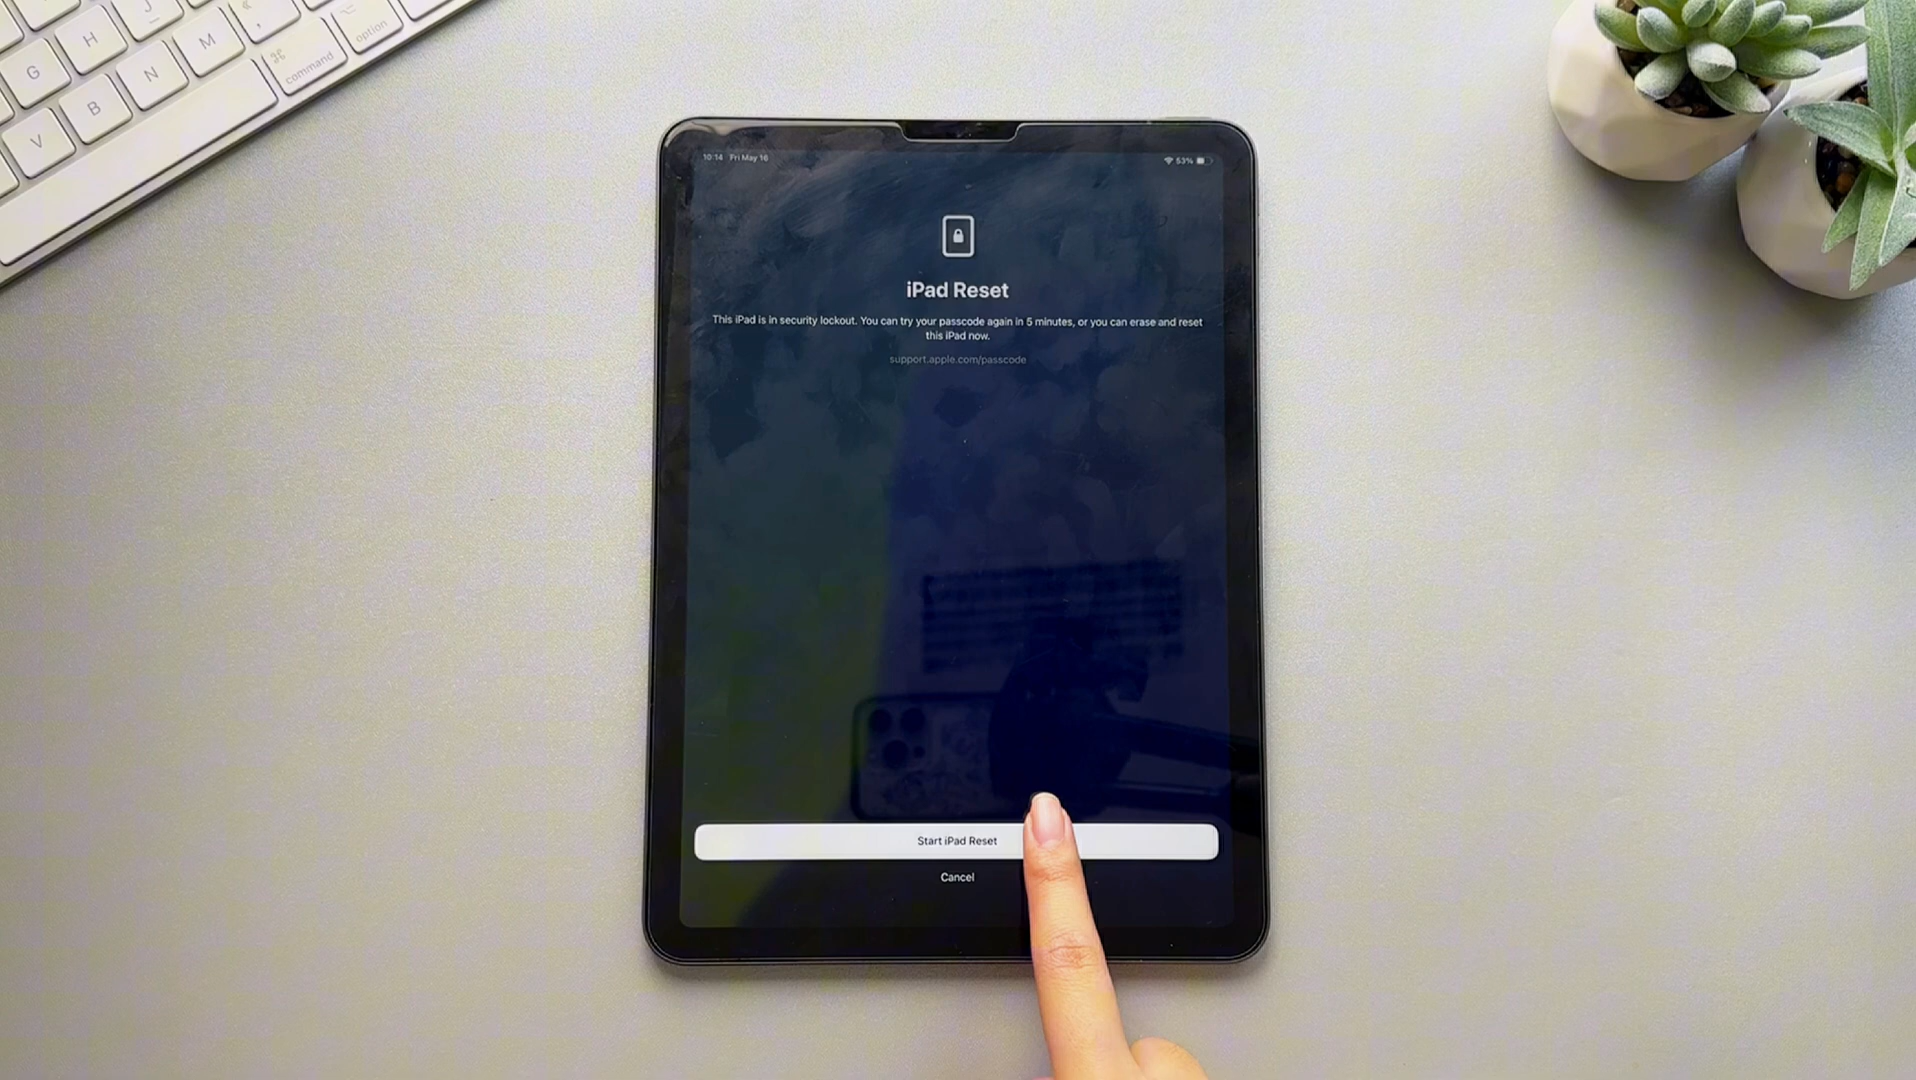 J
H
M
⌘
command
⌥
option
G
N
B
V
10:14 Fri May 16
53%
iPad Reset
This iPad is in security lockout. You can try your passcode again in 5 minutes, or you can erase and reset
this iPad now.
support.apple.com/passcode
Start iPad Reset
Cancel